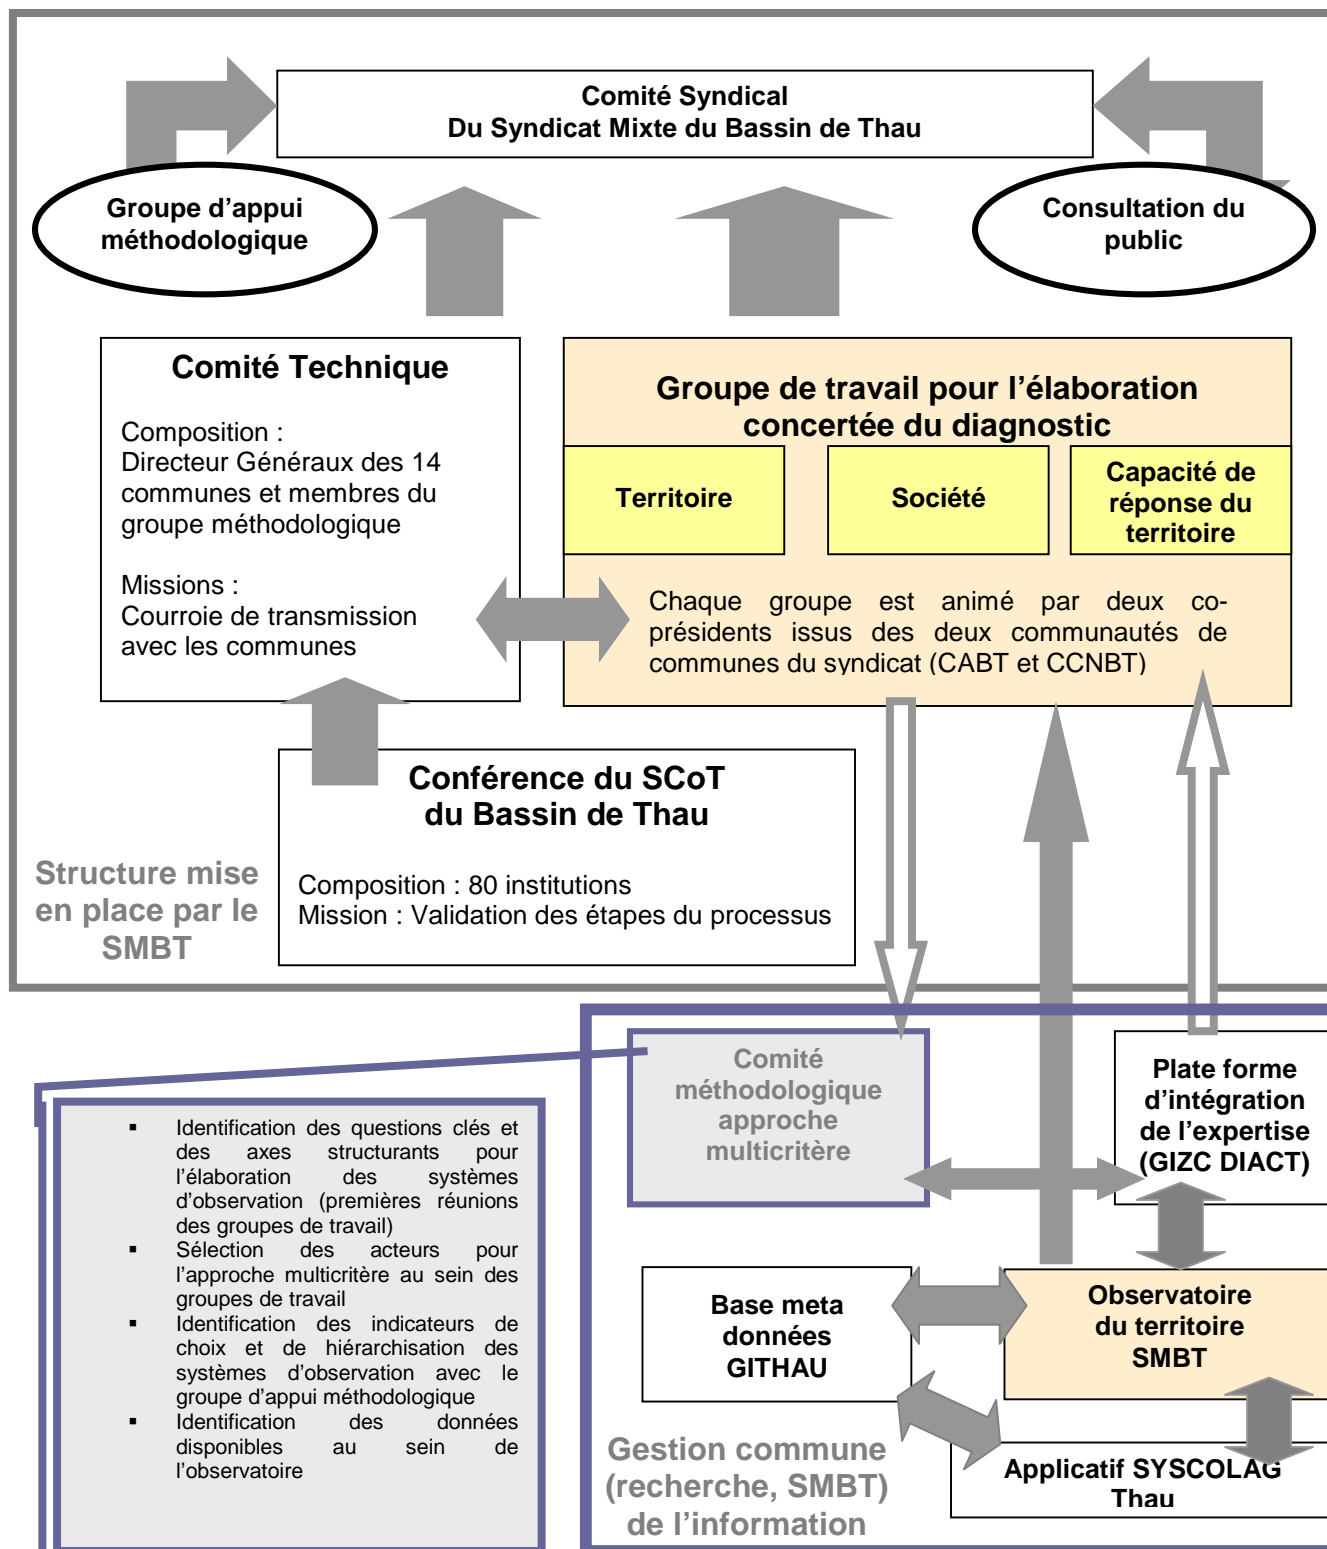 Comité Syndical
Du Syndicat Mixte du Bassin de Thau
Groupe d'appui
méthodologique
Consultation du
public
Comité Technique
Composition :
Directeur Généraux des 14
communes et membres du
groupe méthodologique
Missions :
Courroie de transmission
avec les communes
Groupe de travail pour l'élaboration
concertée du diagnostic
Territoire
Société
Capacité de
réponse du
territoire
Chaque groupe est animé par deux co-
présidents issus des deux communautés de
communes du syndicat (CABT et CCNBT)
Conférence du SCoT
du Bassin de Thau
Composition : 80 institutions
Mission : Validation des étapes du processus
Structure mise
en place par le
SMBT
Comité
méthodologique
approche
multicritère
Plate forme
d'intégration
de l'expertise
(GIZC DIACT)
▪ Identification des questions clés et
des axes structurants pour
l'élaboration des systèmes
d'observation (premières réunions
des groupes de travail)
▪ Sélection des acteurs pour
l'approche multicritère au sein des
groupes de travail
▪ Identification des indicateurs de
choix et de hiérarchisation des
systèmes d'observation avec le
groupe d'appui méthodologique
▪ Identification des données
disponibles au sein de
l'observatoire
Base meta
données
GITHAU
Observatoire
du territoire
SMBT
Gestion commune
(recherche, SMBT)
de l'information
Applicatif SYSCOLAG
Thau